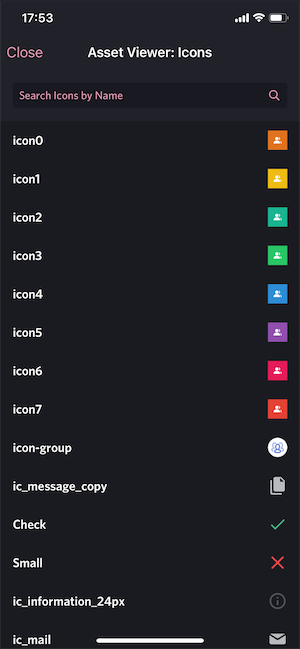 17:53
Close
Asset Viewer: Icons
Search Icons by Name
icon0
icon1
icon2
icon3
icon4
icon5
icon6
icon7
icon-group
ic_message_copy
Check
Small
ic_information_24px
ic_mail